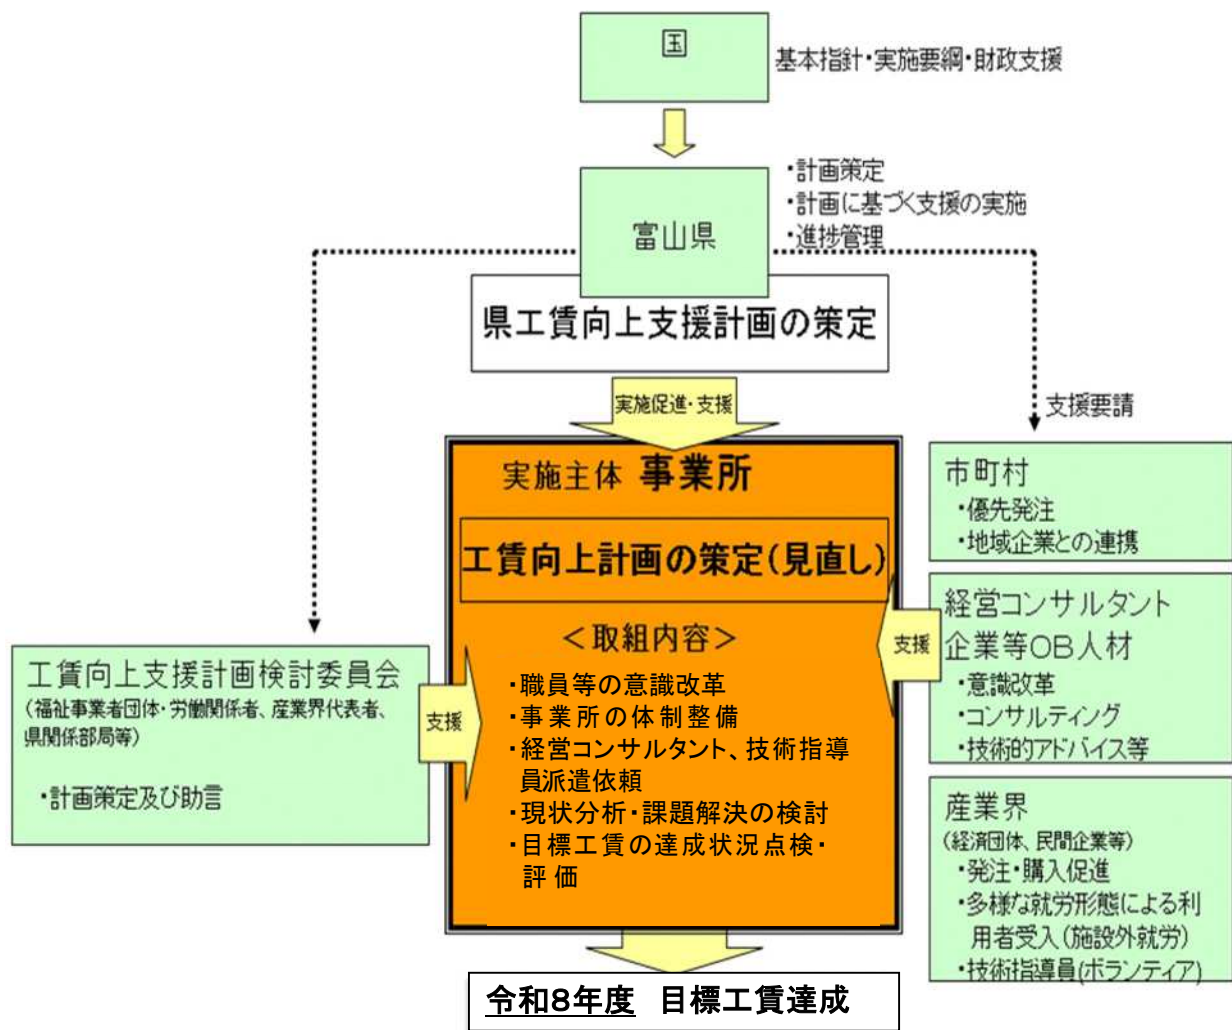 国
基本指針・実施要綱・財政支援
富山県
・計画策定
・計画に基づく支援の実施
・進捗管理
県工賃向上支援計画の策定
実施促進・支援
支援要請
実施主体 事業所
工賃向上計画の策定(見直し)
<取組内容>
・職員等の意識改革
・事業所の体制整備
・経営コンサルタント、技術指導
員派遣依頼
・現状分析・課題解決の検討
・目標工賃の達成状況点検・
評価
工賃向上支援計画検討委員会
(福祉事業者団体・労働関係者、産業界代表者、
県関係部局等)
・計画策定及び助言
支援
市町村
・優先発注
・地域企業との連携
支援
経営コンサルタント
企業等OB人材
・意識改革
・コンサルティング
・技術的アドバイス等
産業界
(経済団体、民間企業等)
・発注・購入促進
・多様な就労形態による利
用者受入(施設外就労)
・技術指導員(ボランティア)
令和8年度 目標工賃達成